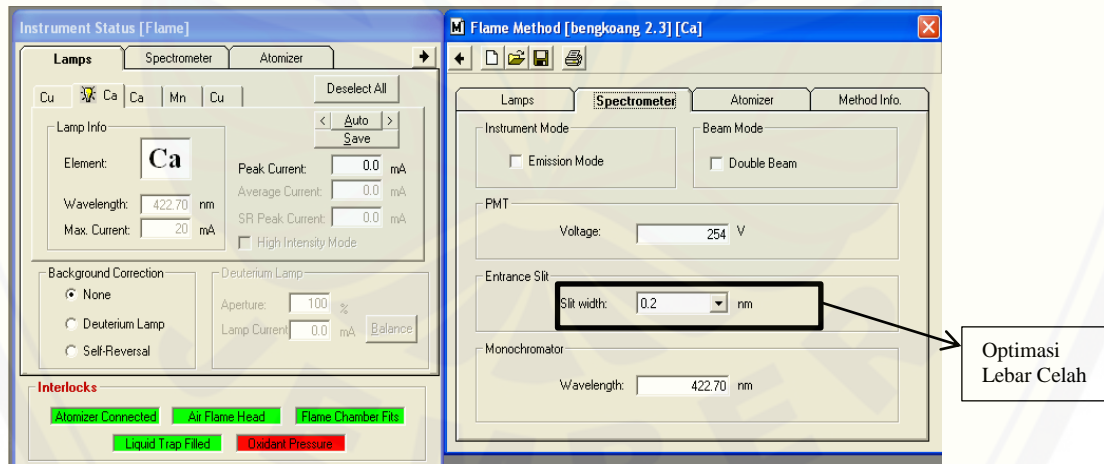 Instrument Status [Flame]
Lamps Spectrometer Atomizer
Cu Ca Ca Mn Cu
Deselect All
< Auto >
Save
Lamp Info
Element: Ca
Wavelength: 422.70 nm
Max. Current: 20 mA
Peak Current: 0.0 mA
Average Current: 0.0 mA
SR Peak Current: 0.0 mA
High Intensity Mode
Background Correction
None
Deuterium Lamp
Self-Reversal
Deuterium Lamp
Aperture: 100 %
Lamp Current 0.0 mA Balance
Interlocks
Atomizer Connected Air Flame Head Flame Chamber Fits
Liquid Trap Filled Oxidant Pressure
M Flame Method [bengkoang 2.3] [Ca]
Lamps Spectrometer Atomizer Method Info.
Instrument Mode
Emission Mode
Beam Mode
Double Beam
PMT
Voltage: 254 V
Entrance Slit
Slit width: 0.2 nm
Monochromator
Wavelength: 422.70 nm
Optimasi
Lebar Celah